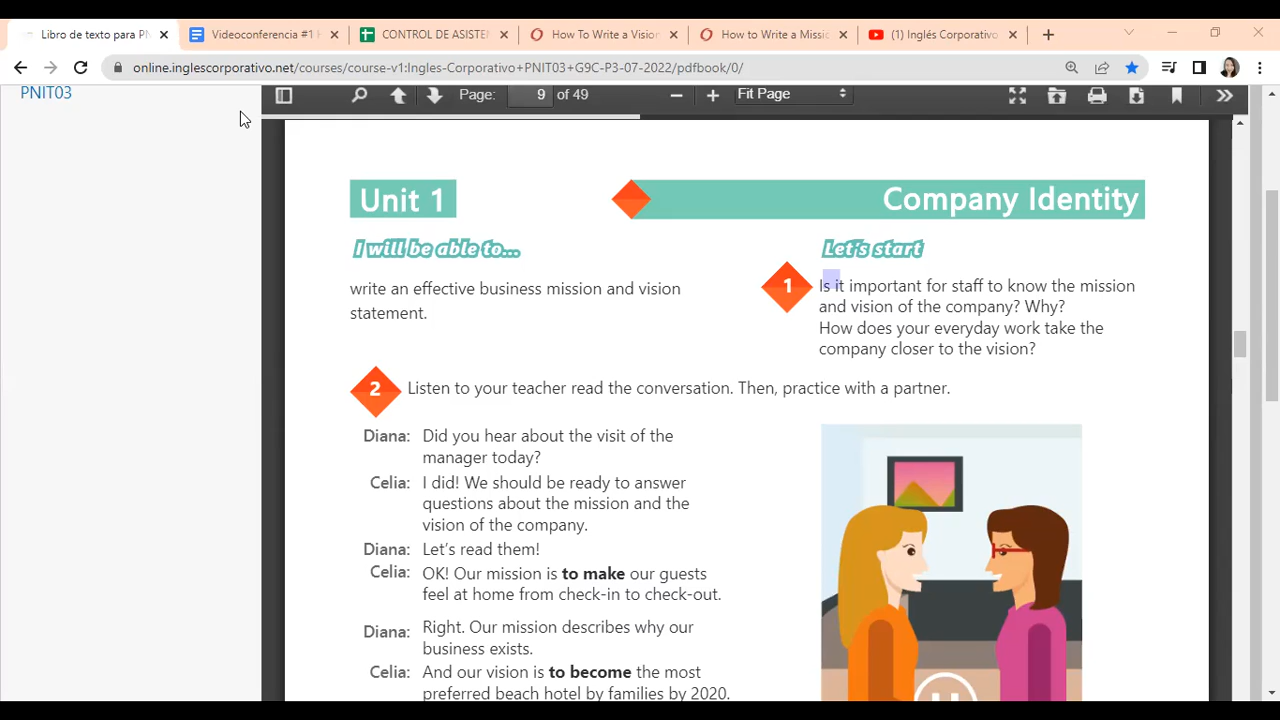 Libro de texto para PN
Videoconferencia #1
CONTROL DE ASISTEN
How To Write a Vision
How to Write a Missio
(1) Inglés Corporativo
online.inglescorporativo.net/courses/course-v1:Ingles-Corporativo+PNIT03+G9C-P3-07-2022/pdfbook/0/
PNIT03
Page: 9 of 49
Fit Page
Unit 1
Company Identity
I will be able to...
Let's start
write an effective business mission and vision
statement.
1
Is it important for staff to know the mission
and vision of the company? Why?
How does your everyday work take the
company closer to the vision?
2
Listen to your teacher read the conversation. Then, practice with a partner.
Diana: Did you hear about the visit of the
manager today?
Celia: I did! We should be ready to answer
questions about the mission and the
vision of the company.
Diana: Let's read them!
Celia: OK! Our mission is to make our guests
feel at home from check-in to check-out.
Diana: Right. Our mission describes why our
business exists.
Celia: And our vision is to become the most
preferred beach hotel by families by 2020.